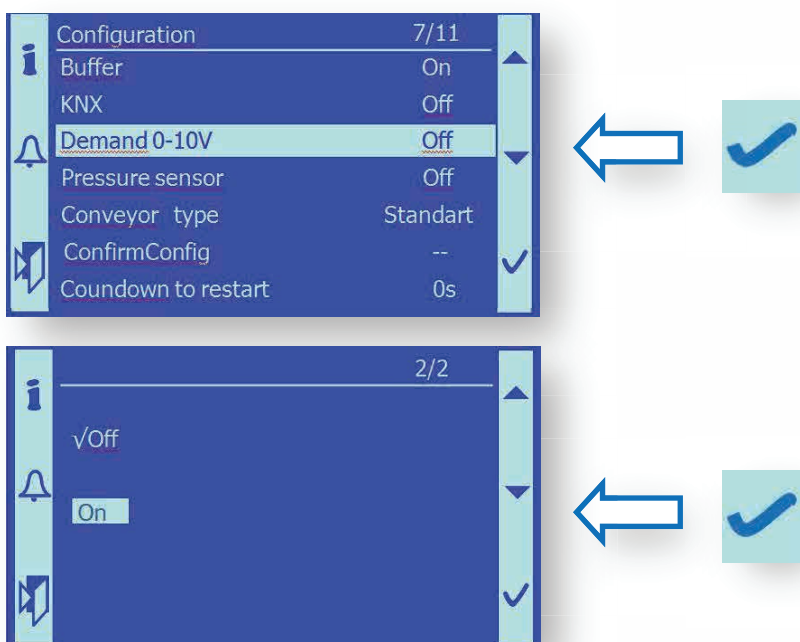 Configuration 7/11
Buffer On
KNX Off
Demand 0-10V Off
Pressure sensor Off
Conveyor type Standart
ConfirmConfig --
Coundown to restart 0s
2/2
√Off
On